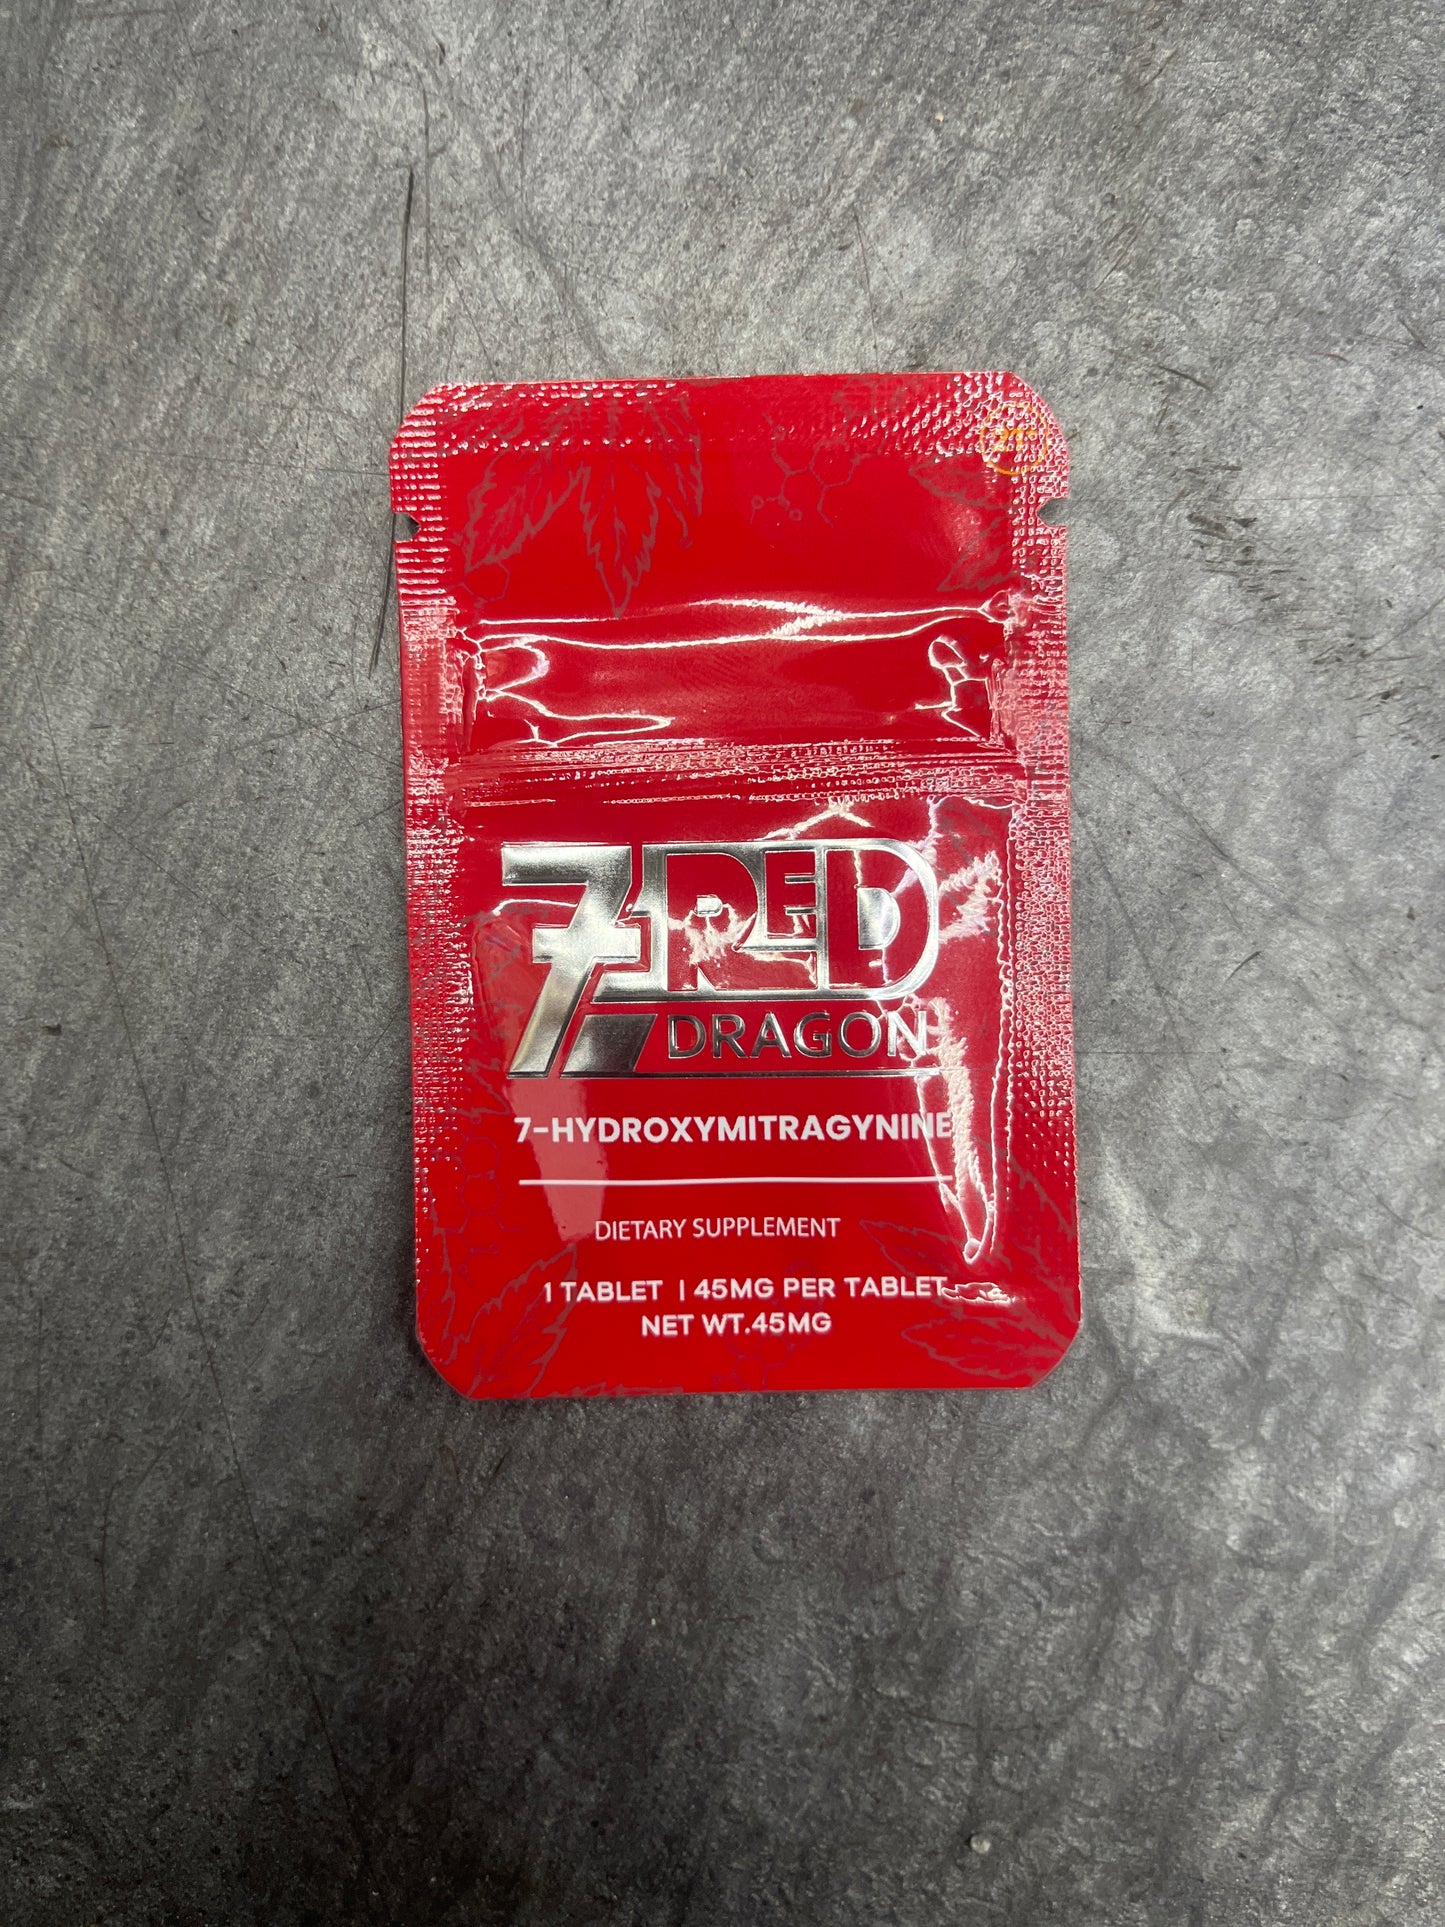 7 RED
DRAGON
7-HYDROXYMITRAGYNINE
DIETARY SUPPLEMENT
1 TABLET | 45MG PER TABLET
NET WT.45MG